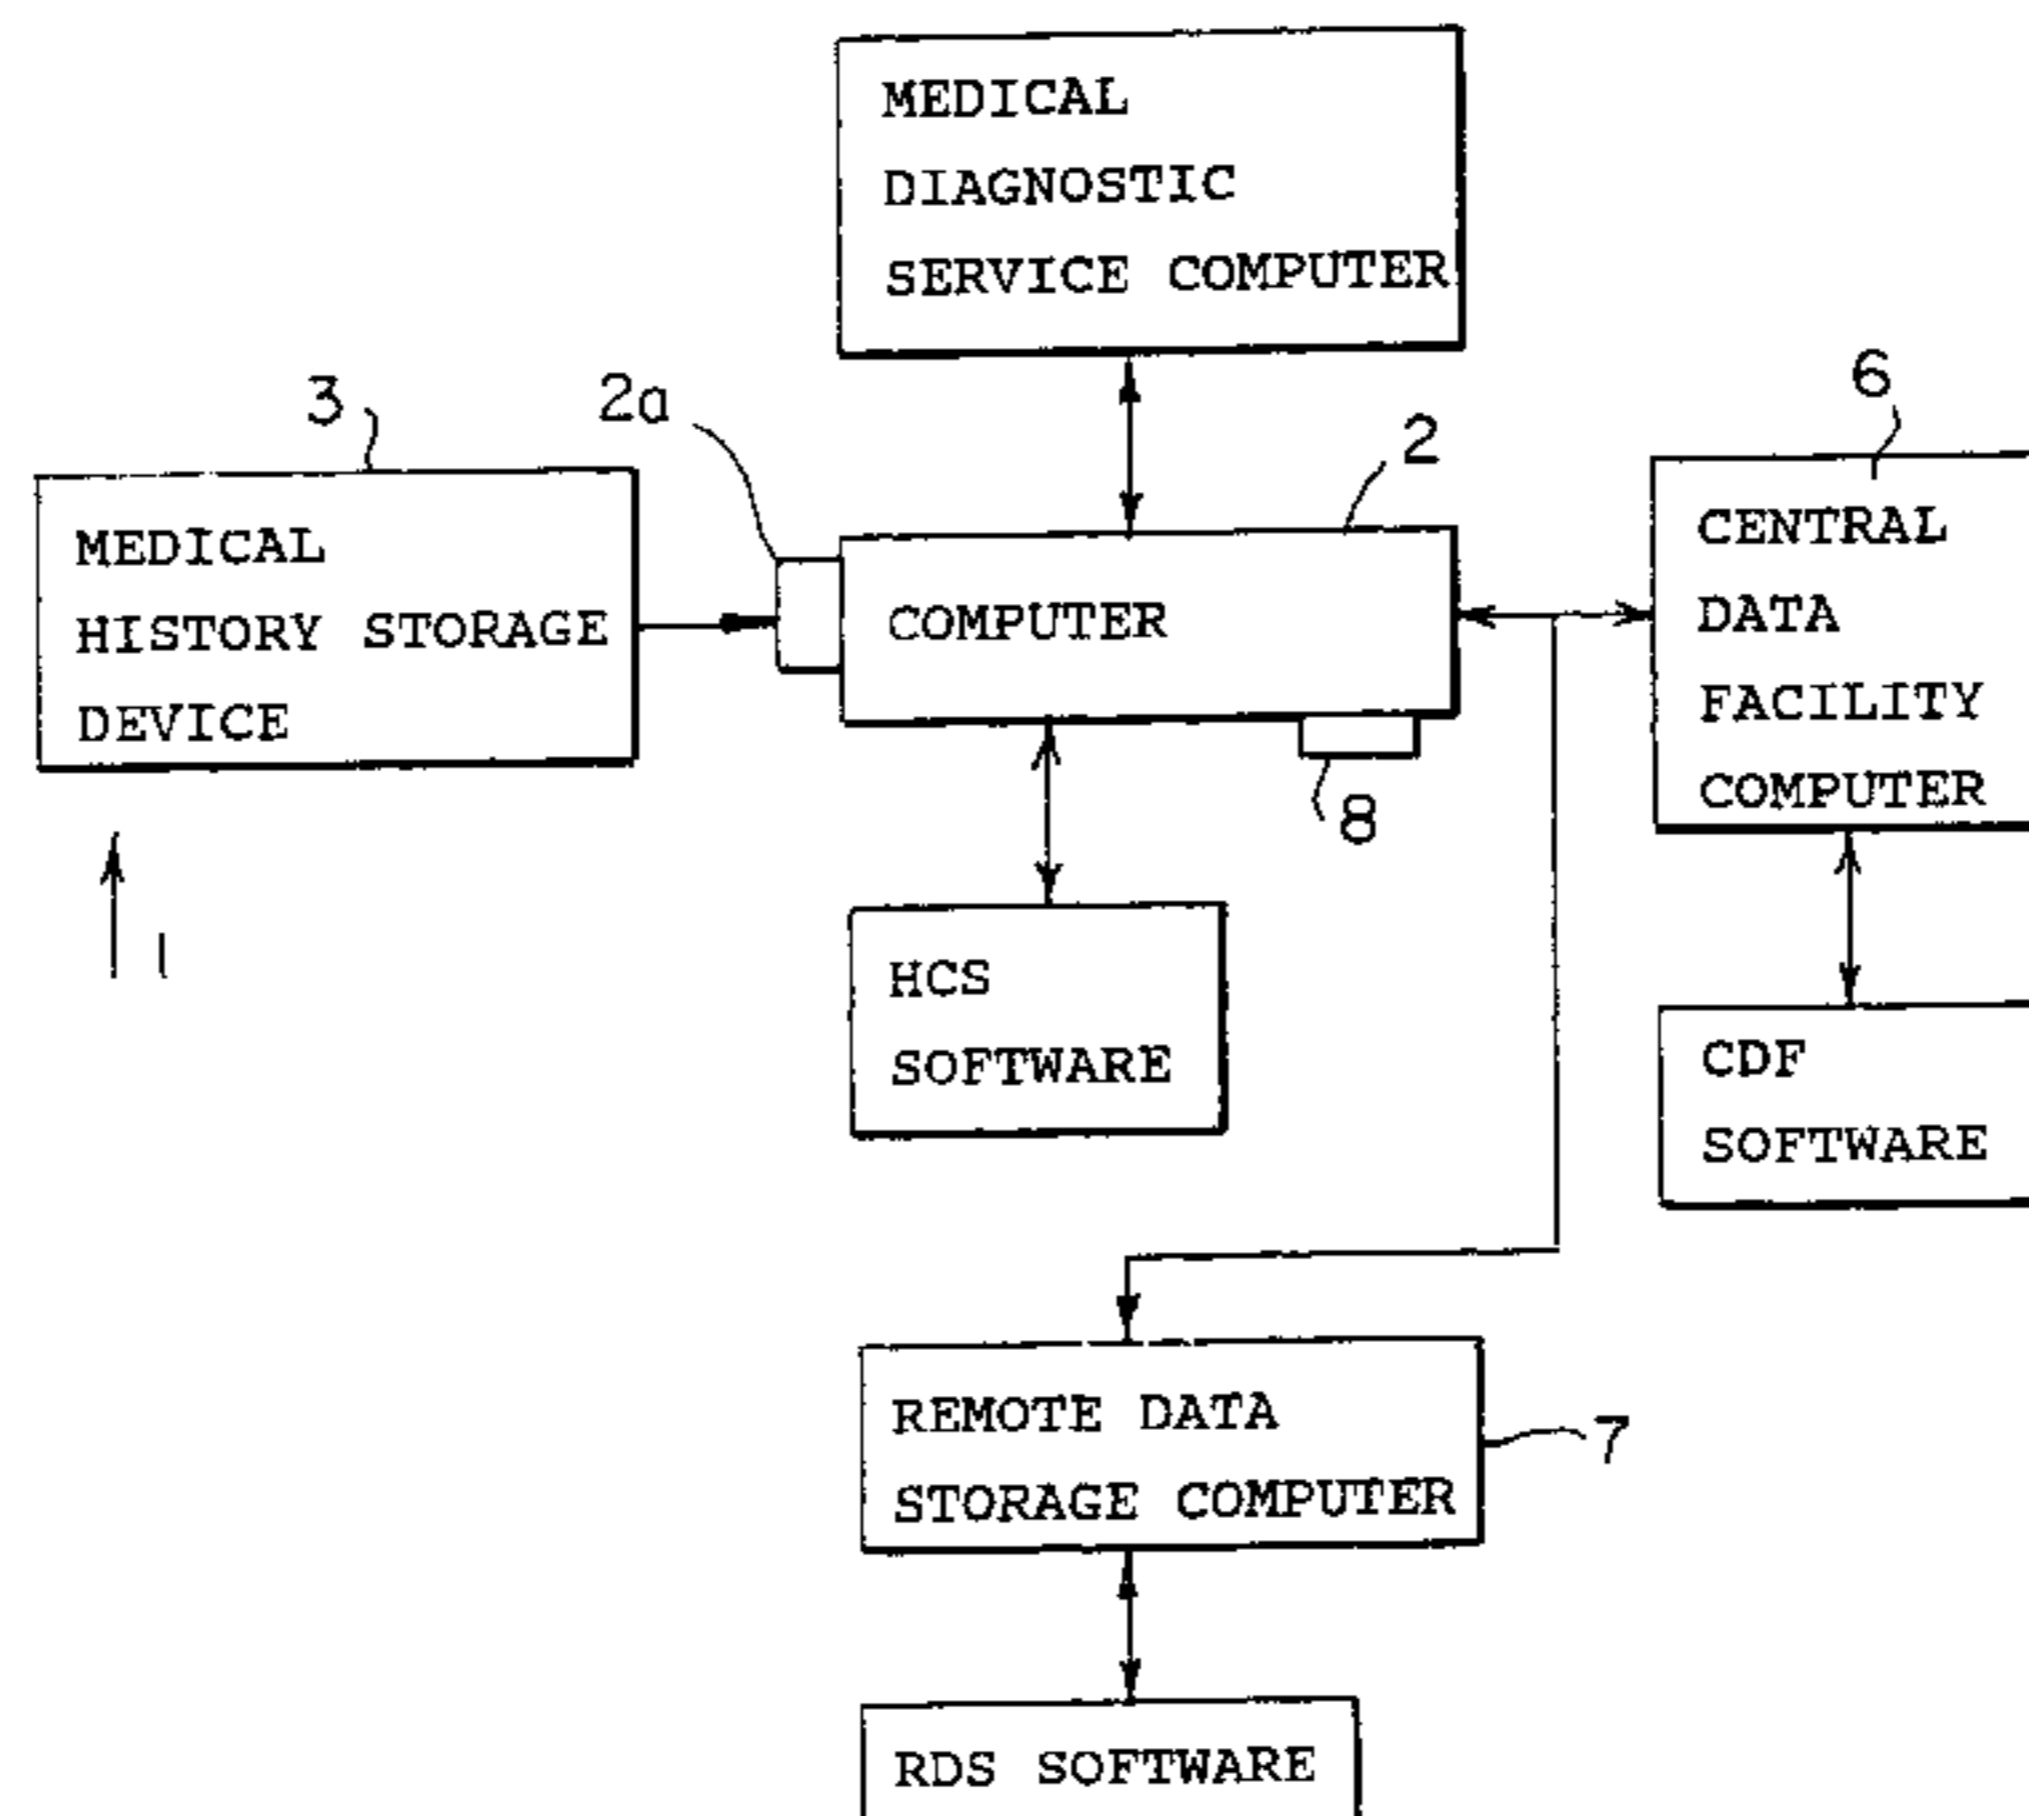 MEDICAL
DIAGNOSTIC
SERVICE COMPUTER
3
2a
2
6
MEDICAL
HISTORY STORAGE
DEVICE
COMPUTER
CENTRAL
DATA
FACILITY
COMPUTER
8
1
HCS
SOFTWARE
CDF
SOFTWARE
REMOTE DATA
STORAGE COMPUTER
7
RDS SOFTWARE